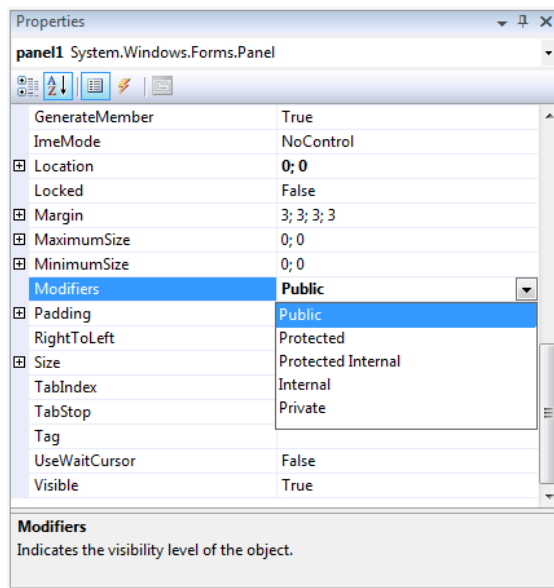 Properties
panel1 System.Windows.Forms.Panel
GenerateMember True
ImeMode NoControl
Location 0; 0
Locked False
Margin 3; 3; 3; 3
MaximumSize 0; 0
MinimumSize 0; 0
Modifiers Public
Padding Public
RightToLeft Protected
Size Protected Internal
TabIndex Internal
TabStop Private
Tag
UseWaitCursor False
Visible True
Modifiers
Indicates the visibility level of the object.